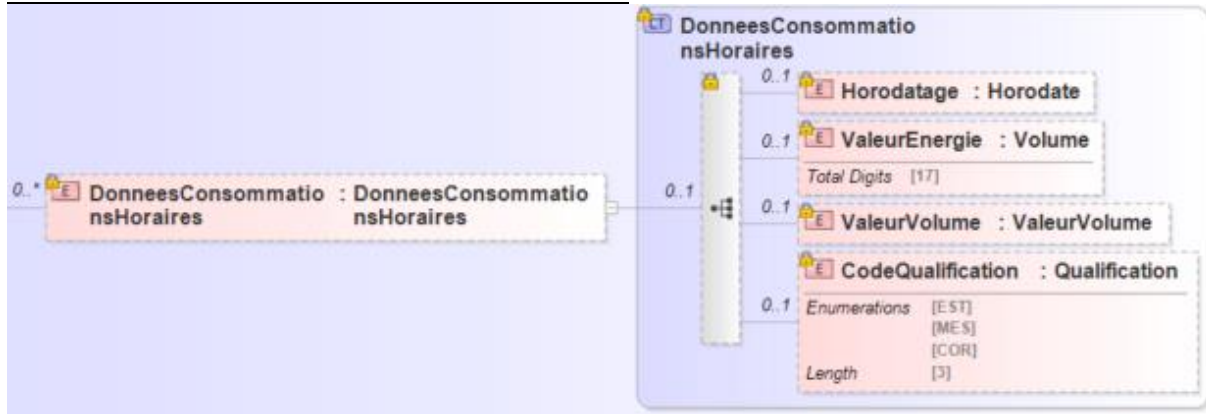 CT DonneesConsommatio
nsHoraires
0..1
E Horodatage : Horodate
0..1
E ValeurEnergie : Volume
Total Digits [17]
0..*
E DonneesConsommatio : DonneesConsommatio
nsHoraires nsHoraires
0..1
0..1
E ValeurVolume : ValeurVolume
E CodeQualification : Qualification
0..1
Enumerations [EST]
[MES]
[COR]
Length [3]